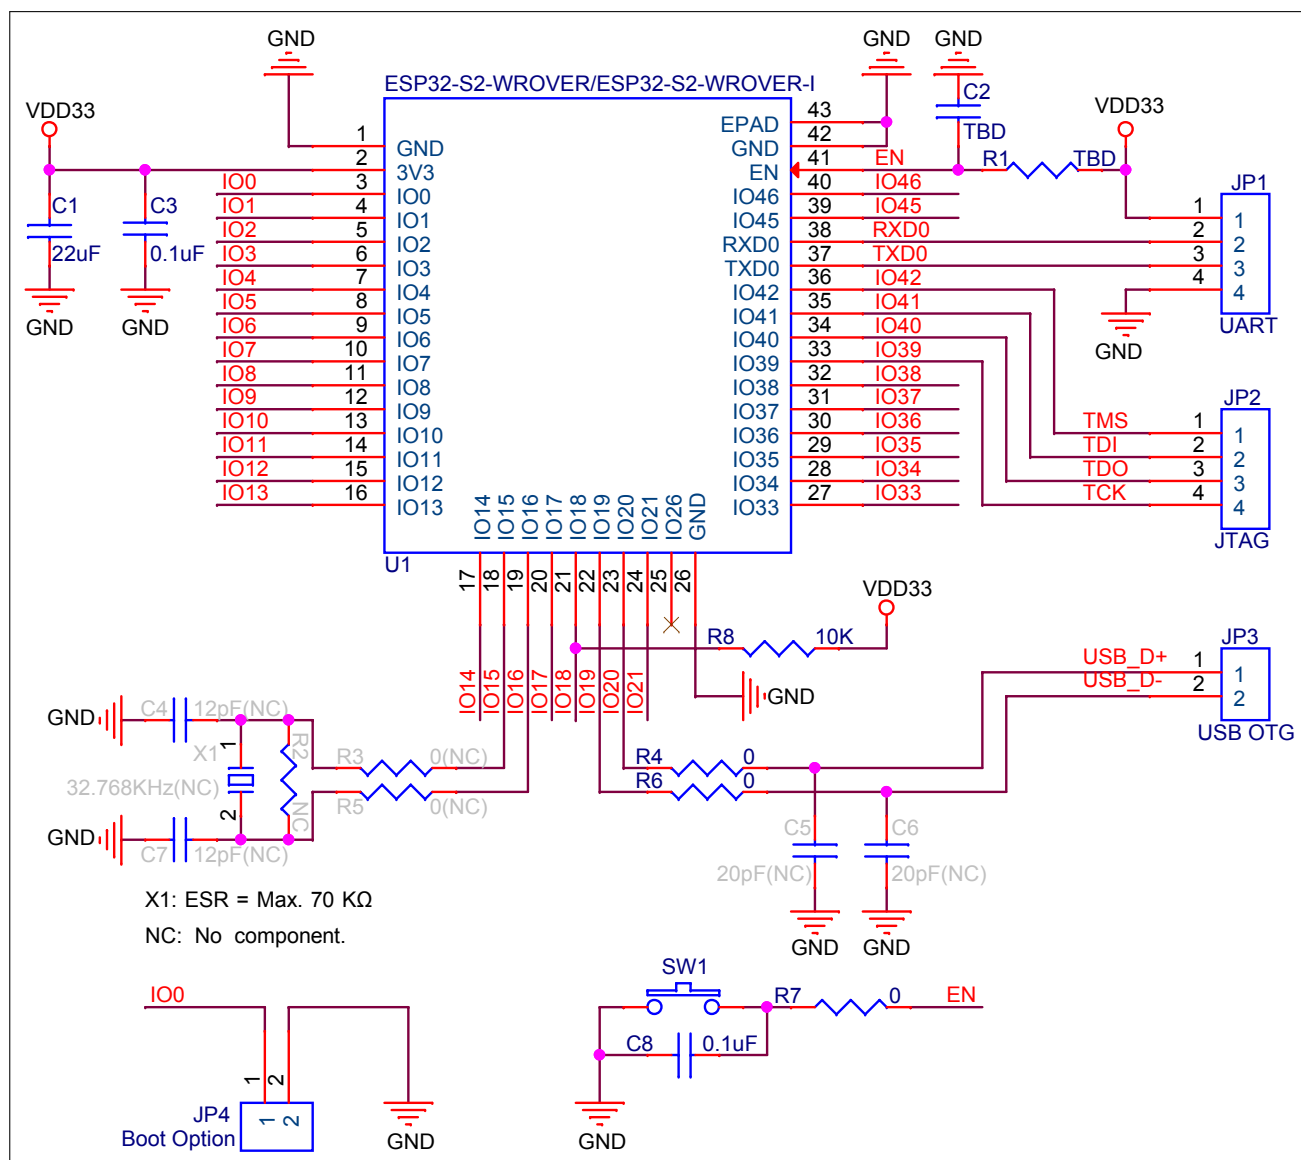 GND
GND
GND
ESP32-S2-WROVER/ESP32-S2-WROVER-I
VDD33
C2
TBD
VDD33
1
GND
2
3V3
IO0
3
IO0
IO1
4
IO1
IO2
5
IO2
IO3
6
IO3
IO4
7
IO4
IO5
8
IO5
IO6
9
IO6
IO7
10
IO7
IO8
11
IO8
IO9
12
IO9
IO10
13
IO10
IO11
14
IO11
IO12
15
IO12
IO13
16
IO13
C1
22uF
GND
C3
0.1uF
GND
EPAD
43
GND
42
EN
41
EN
R1
TBD
IO46
40
IO46
IO45
39
IO45
RXD0
38
RXD0
TXD0
37
TXD0
IO42
36
IO42
IO41
35
IO41
IO40
34
IO40
IO39
33
IO39
IO38
32
IO38
IO37
31
IO37
IO36
30
IO36
IO35
29
IO35
IO34
28
IO34
IO33
27
IO33
JP1
1 1
2 2
3 3
4 4
UART
GND
JP2
TMS 1 1
TDI 2 2
TDO 3 3
TCK 4 4
JTAG
U1
IO14
IO15
IO16
IO17
IO18
IO19
IO20
IO21
IO26
GND
17
18
19
20
21
22
23
24
25
26
IO14
IO15
IO16
IO17
IO18
IO19
IO20
IO21
VDD33
R8
10K
GND
JP3
USB_D+ 1 1
USB_D- 2 2
USB OTG
GND
C4
12pF(NC)
X1
1
32.768KHz(NC)
2
R2
NC
R3
0(NC)
R5
0(NC)
GND
C7
12pF(NC)
R4
0
R6
0
C5
20pF(NC)
GND
C6
20pF(NC)
GND
X1: ESR = Max. 70 KΩ
NC: No component.
IO0
1
2
1
2
JP4
Boot Option
GND
SW1
R7
0
EN
C8
0.1uF
GND